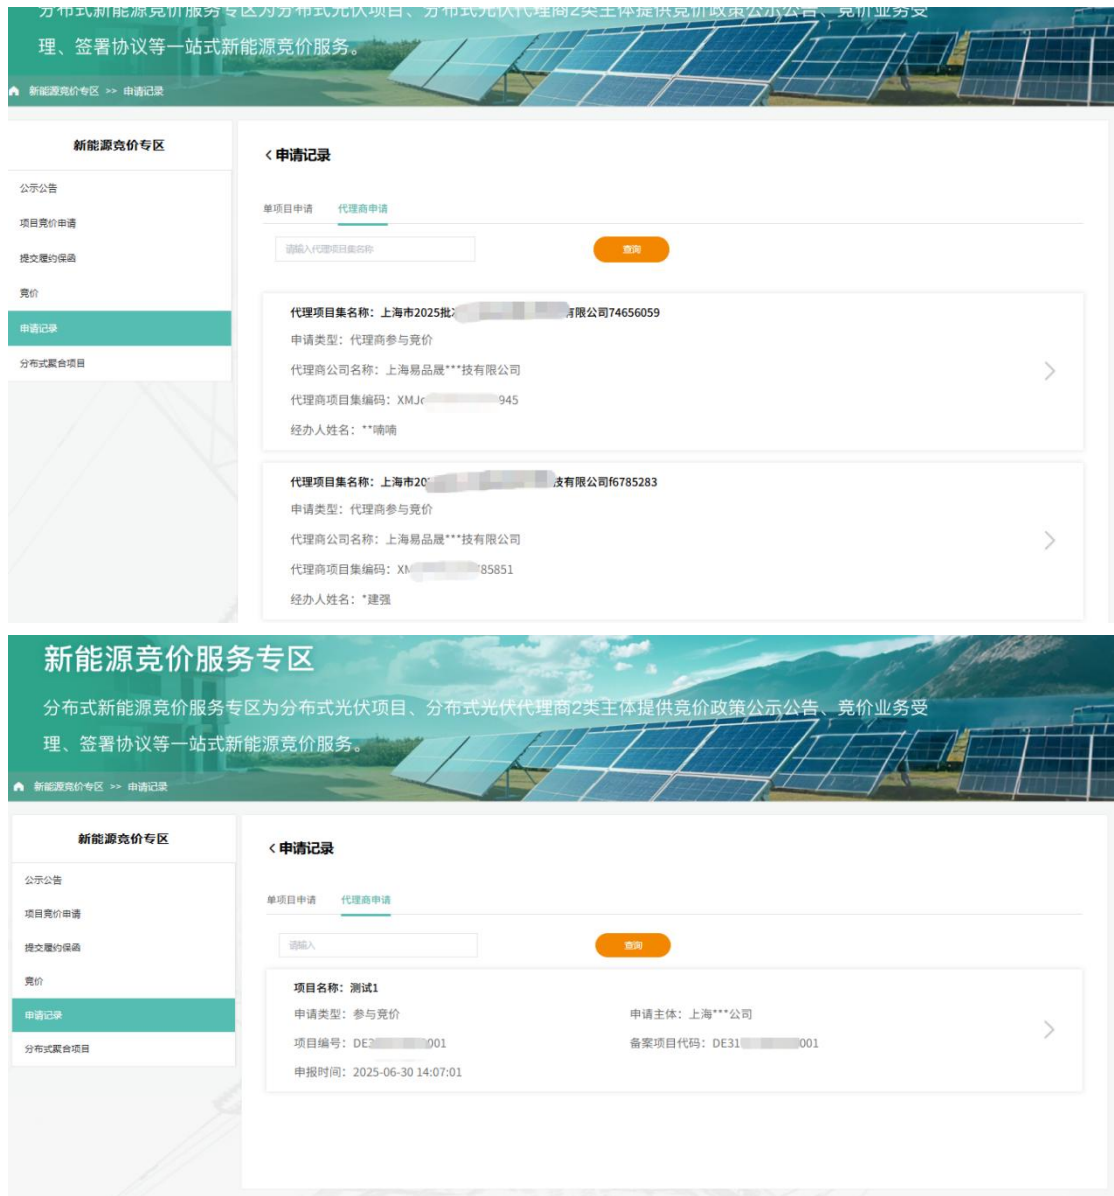 分布式新能源竞价服务专区为分布式光伏项目、分布式光伏代理商2类主体提供竞价政策公示公告、竞价业务受
理、签署协议等一站式新能源竞价服务。
新能源竞价专区 >> 申请记录
新能源竞价专区
公示公告
项目竞价申请
提交履约保函
竞价
申请记录
分布式聚合项目
<申请记录
单项目申请 代理商申请
请输入代理项目集名称 查询
代理项目集名称：上海市2025批 有限公司74656059
申请类型：代理商参与竞价
代理商公司名称：上海易品晟***技有限公司
代理商项目集编码：XMJ 945
经办人姓名：**喃喃
代理项目集名称：上海市20 技有限公司f6785283
申请类型：代理商参与竞价
代理商公司名称：上海易品晟***技有限公司
代理商项目集编码：XM 85851
经办人姓名：*建强
新能源竞价服务专区
分布式新能源竞价服务专区为分布式光伏项目、分布式光伏代理商2类主体提供竞价政策公示公告、竞价业务受
理、签署协议等一站式新能源竞价服务。
新能源竞价专区 >> 申请记录
新能源竞价专区
公示公告
项目竞价申请
提交履约保函
竞价
申请记录
分布式聚合项目
<申请记录
单项目申请 代理商申请
请输入 查询
项目名称：测试1
申请类型：参与竞价 申请主体：上海***公司
项目编号：DE 001 备案项目代码：DE31 001
申报时间：2025-06-30 14:07:01